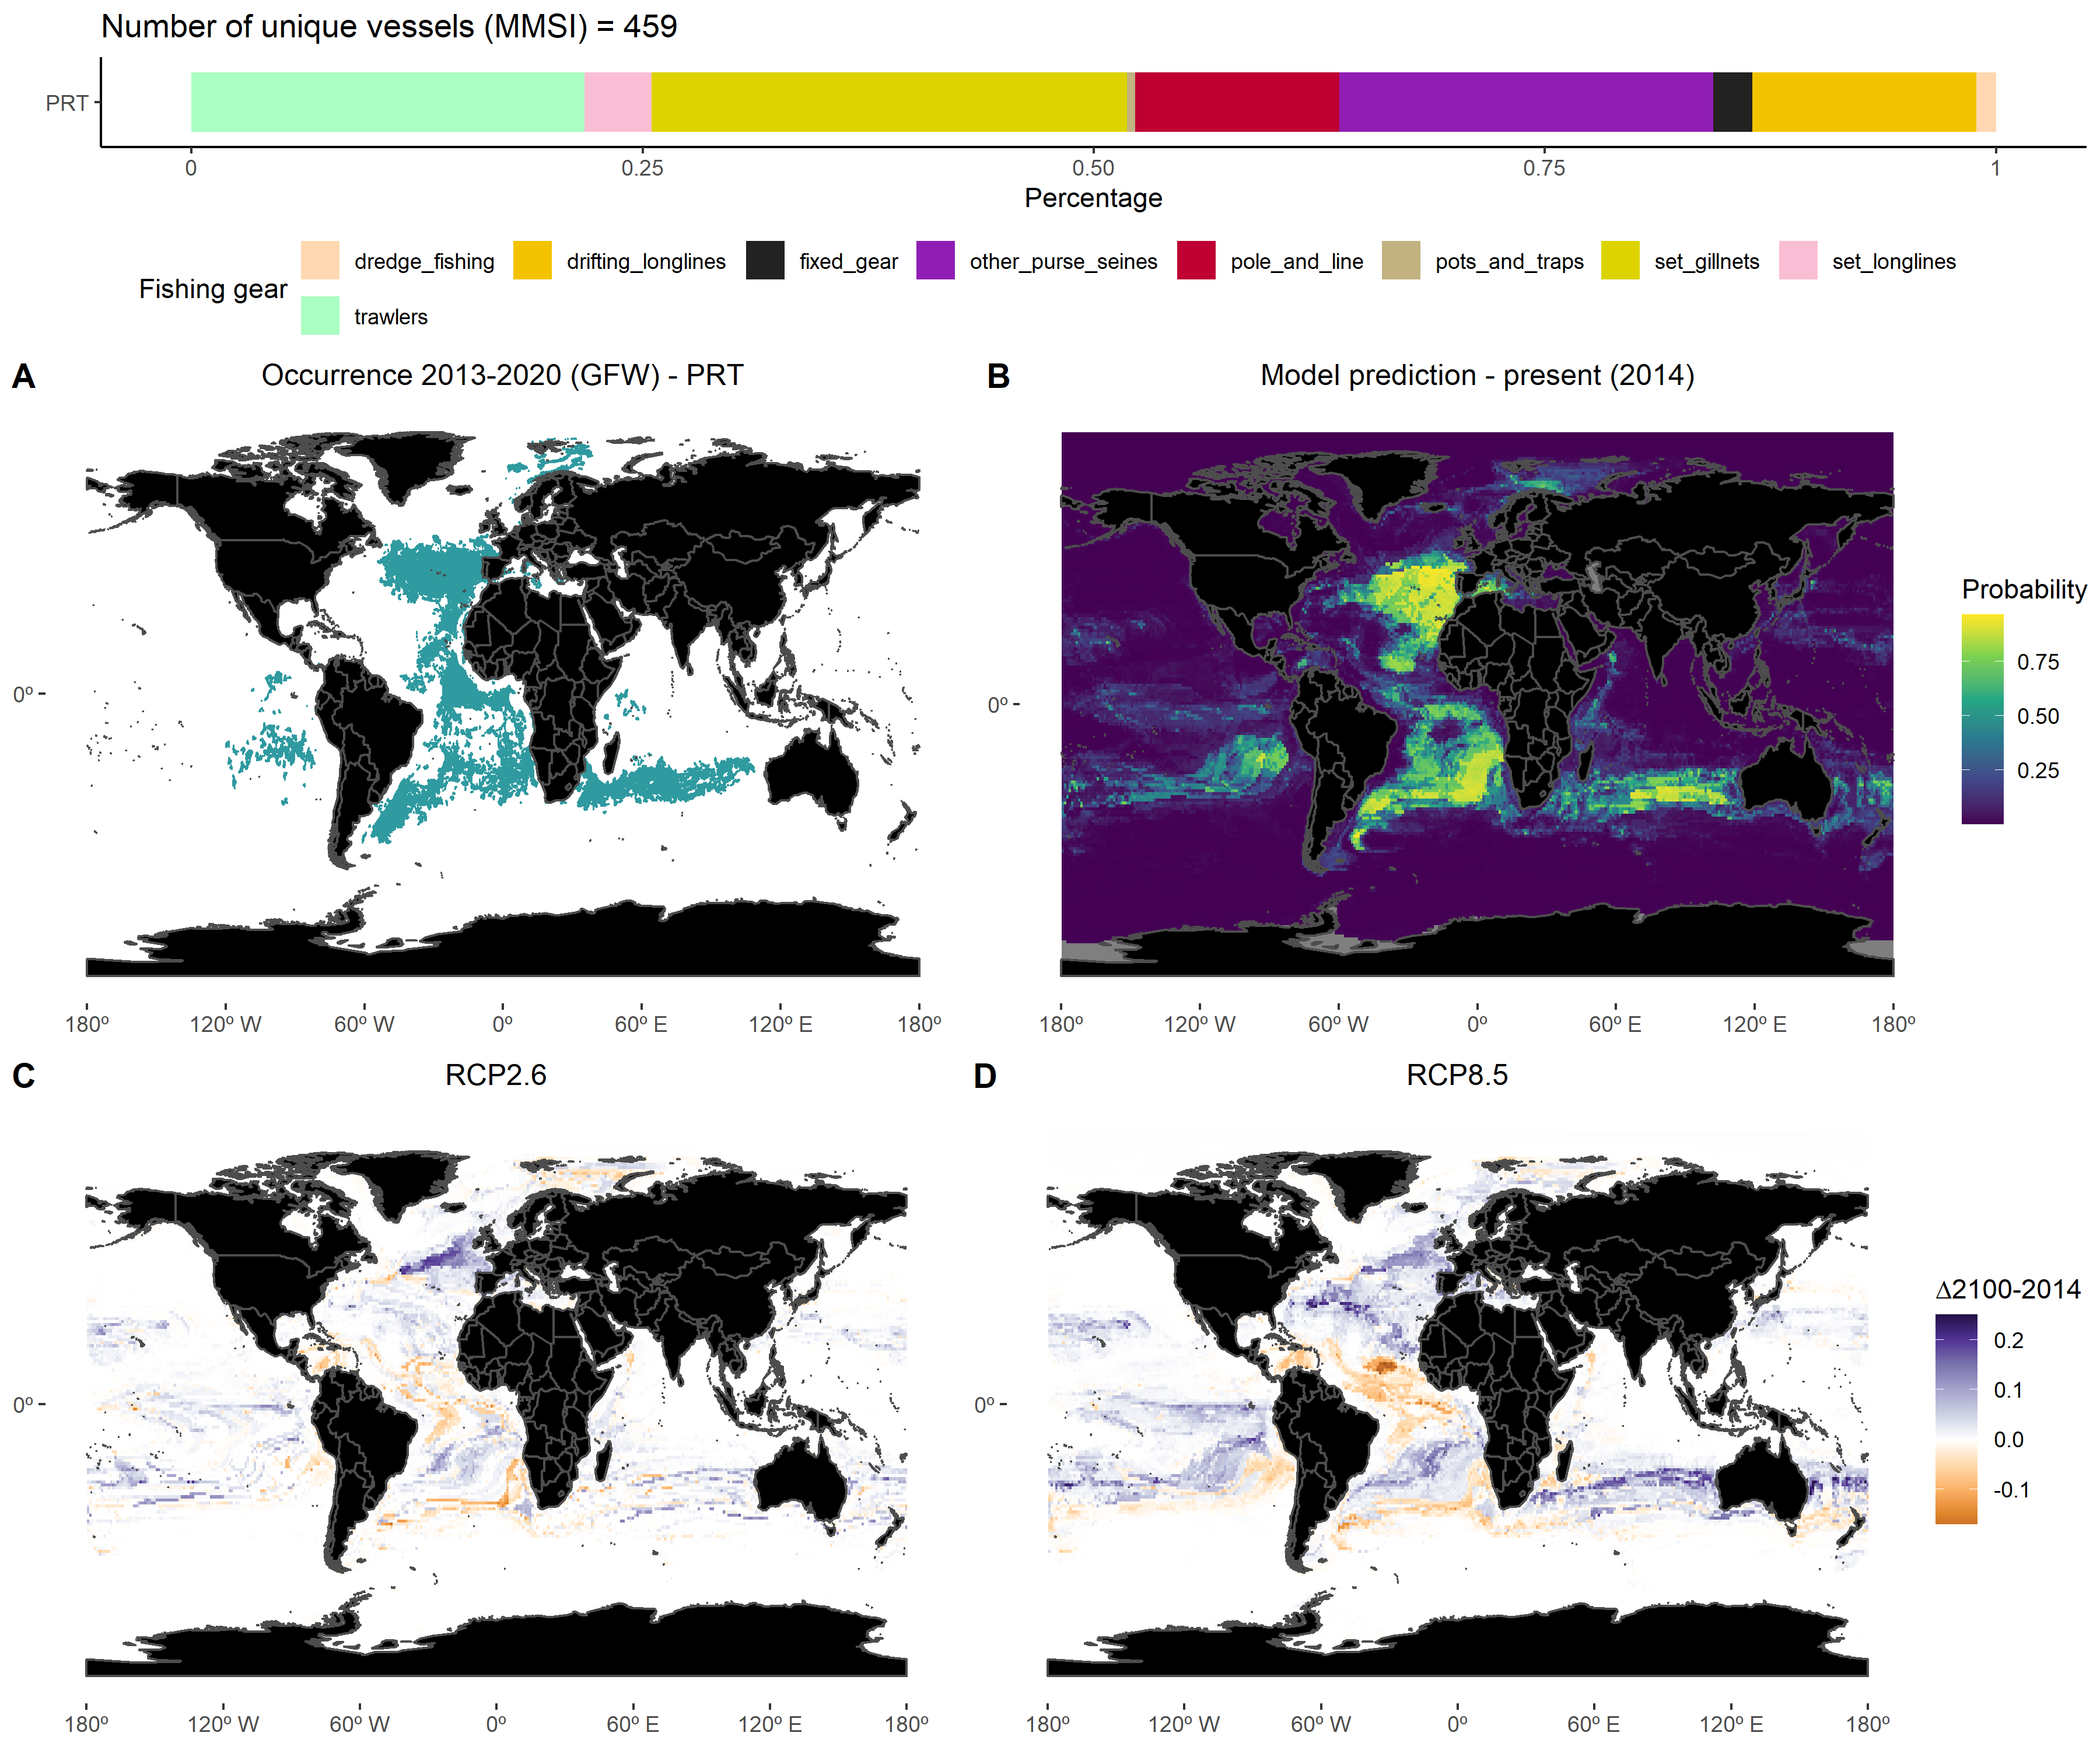 Number of unique vessels (MMSI) = 459
PRT
0 0.25 0.50 0.75 1
Percentage
Fishing gear
dredge_fishing drifting_longlines fixed_gear other_purse_seines pole_and_line pots_and_traps set_gillnets set_longlines
trawlers
A Occurrence 2013-2020 (GFW) - PRT
0º
180º 120º W 60º W 0º 60º E 120º E 180º
B Model prediction - present (2014)
0º
180º 120º W 60º W 0º 60º E 120º E 180º
Probability
0.75
0.50
0.25
C RCP2.6
0º
180º 120º W 60º W 0º 60º E 120º E 180º
D RCP8.5
0º
180º 120º W 60º W 0º 60º E 120º E 180º
Δ2100-2014
0.2
0.1
0.0
-0.1